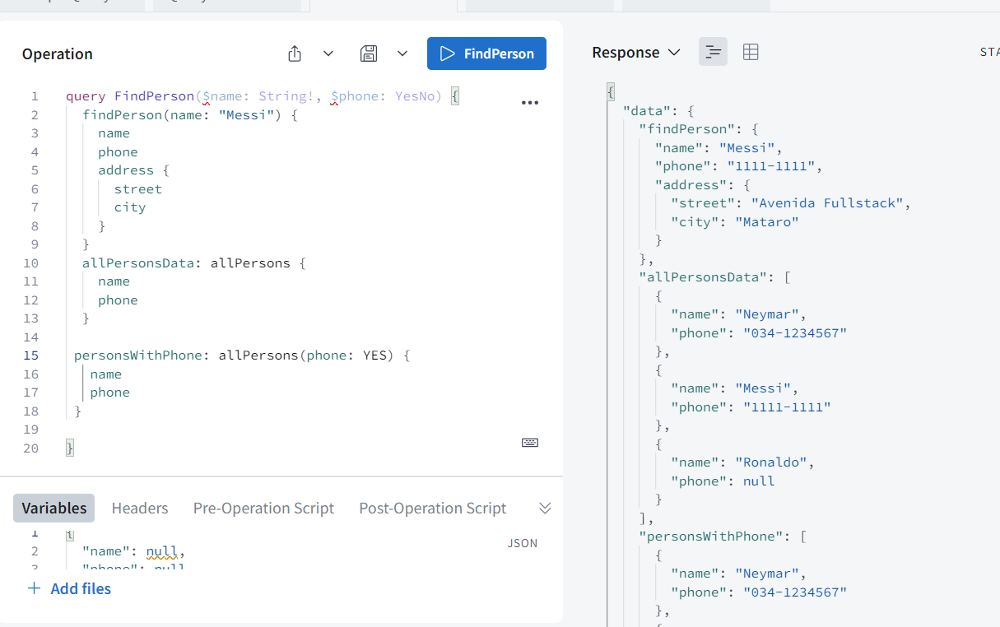 Operation
FindPerson
1 query FindPerson($name: String!, $phone: YesNo) {
2 findPerson(name: "Messi") {
3 name
4 phone
5 address {
6 street
7 city
8 }
9 }
10 allPersonsData: allPersons {
11 name
12 phone
13 }
14
15 personsWithPhone: allPersons(phone: YES) {
16 name
17 phone
18 }
19
20 }
Variables Headers Pre-Operation Script Post-Operation Script
1 {
2 "name": null,
3 "phone": null
JSON
+ Add files
Response
STA
{
"data": {
"findPerson": {
"name": "Messi",
"phone": "1111-1111",
"address": {
"street": "Avenida Fullstack",
"city": "Mataro"
}
},
"allPersonsData": [
{
"name": "Neymar",
"phone": "034-1234567"
},
{
"name": "Messi",
"phone": "1111-1111"
},
{
"name": "Ronaldo",
"phone": null
}
],
"personsWithPhone": [
{
"name": "Neymar",
"phone": "034-1234567"
},